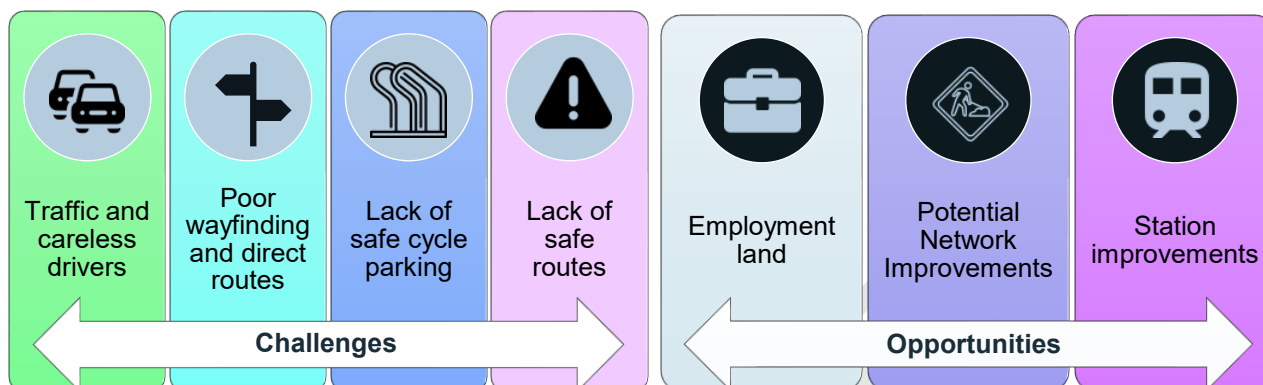 Traffic and
careless
drivers
Poor
wayfinding
and direct
routes
Lack of
safe cycle
parking
Lack of
safe
routes
Challenges
Employment
land
Potential
Network
Improvements
Station
improvements
Opportunities